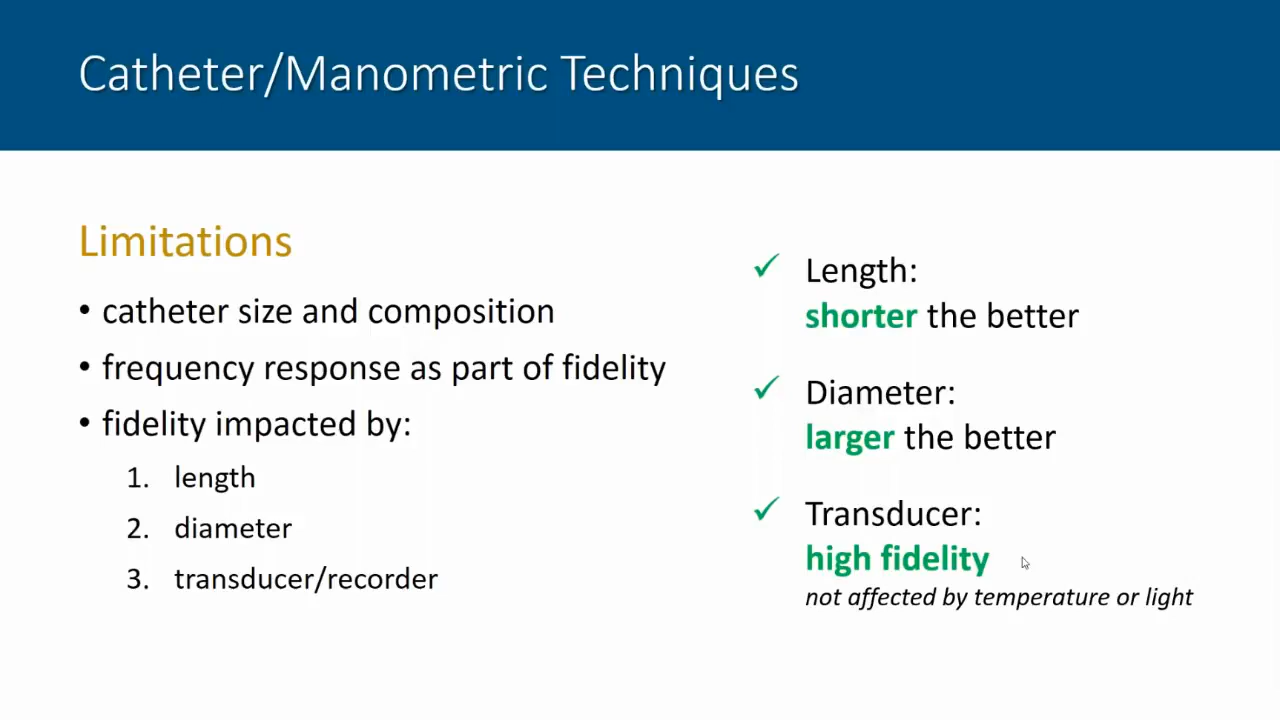 Catheter/Manometric Techniques
Limitations
• catheter size and composition
• frequency response as part of fidelity
• fidelity impacted by:
1. length
2. diameter
3. transducer/recorder
✓ Length:
shorter the better
✓ Diameter:
larger the better
✓ Transducer:
high fidelity
not affected by temperature or light